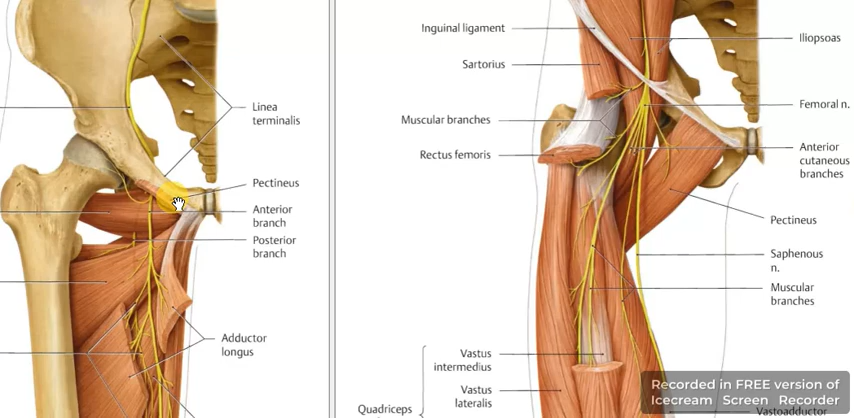 Linea
terminalis
Pectineus
Anterior
branch
Posterior
branch
Adductor
longus
Inguinal ligament
Sartorius
Muscular branches
Rectus femoris
Vastus
intermedius
Vastus
lateralis
Quadriceps
Iliopsoas
Femoral n.
Anterior
cutaneous
branches
Pectineus
Saphenous
n.
Muscular
branches
Vastoadductor
Recorded in FREE version of
Icecream Screen Recorder